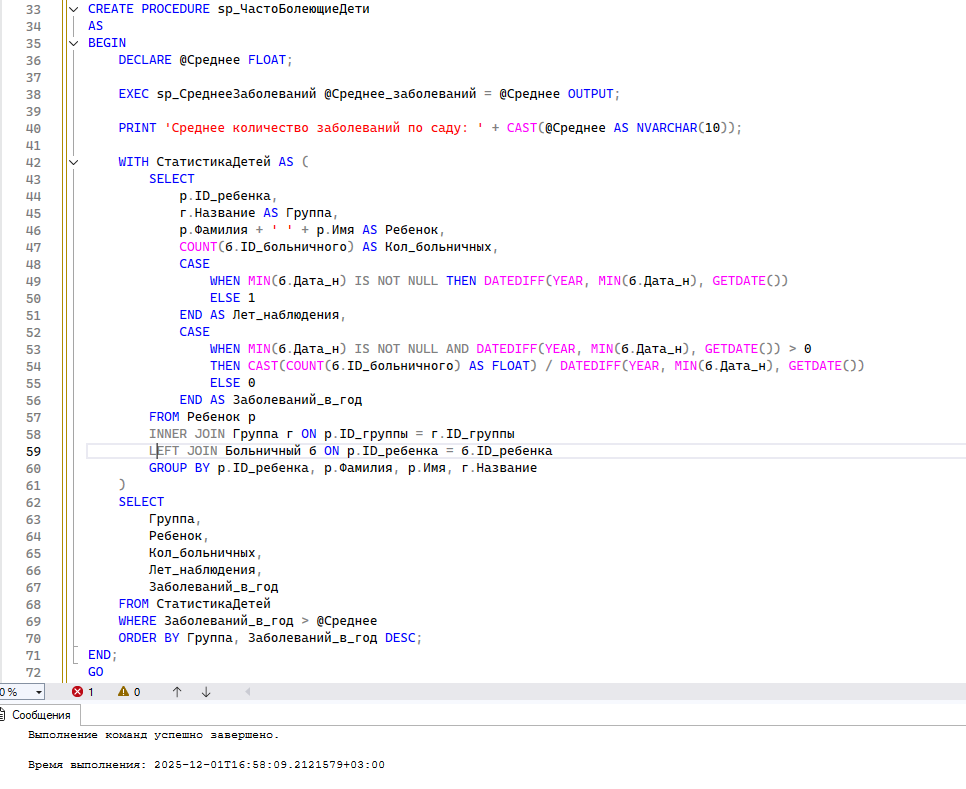 33 CREATE PROCEDURE sp_ЧастоБолеющиеДети
34 AS
35 BEGIN
36 DECLARE @Среднее FLOAT;
37
38 EXEC sp_СреднееЗаболеваний @Среднее_заболеваний = @Среднее OUTPUT;
39
40 PRINT 'Среднее количество заболеваний по саду: ' + CAST(@Среднее AS NVARCHAR(10));
41
42 WITH СтатистикаДетей AS (
43 SELECT
44 р.ID_ребенка,
45 г.Название AS Группа,
46 р.Фамилия + ' ' + р.Имя AS Ребенок,
47 COUNT(б.ID_больничного) AS Кол_больничных,
48 CASE
49 WHEN MIN(б.Дата_н) IS NOT NULL THEN DATEDIFF(YEAR, MIN(б.Дата_н), GETDATE())
50 ELSE 1
51 END AS Лет_наблюдения,
52 CASE
53 WHEN MIN(б.Дата_н) IS NOT NULL AND DATEDIFF(YEAR, MIN(б.Дата_н), GETDATE()) > 0
54 THEN CAST(COUNT(б.ID_больничного) AS FLOAT) / DATEDIFF(YEAR, MIN(б.Дата_н), GETDATE())
55 ELSE 0
56 END AS Заболеваний_в_год
57 FROM Ребенок р
58 INNER JOIN Группа г ON р.ID_группы = г.ID_группы
59 LEFT JOIN Больничный б ON р.ID_ребенка = б.ID_ребенка
60 GROUP BY р.ID_ребенка, р.Фамилия, р.Имя, г.Название
61 )
62 SELECT
63 Группа,
64 Ребенок,
65 Кол_больничных,
66 Лет_наблюдения,
67 Заболеваний_в_год
68 FROM СтатистикаДетей
69 WHERE Заболеваний_в_год > @Среднее
70 ORDER BY Группа, Заболеваний_в_год DESC;
71 END;
72 GO
0 % 1 0
Сообщения
Выполнение команд успешно завершено.
Время выполнения: 2025-12-01T16:58:09.2121579+03:00